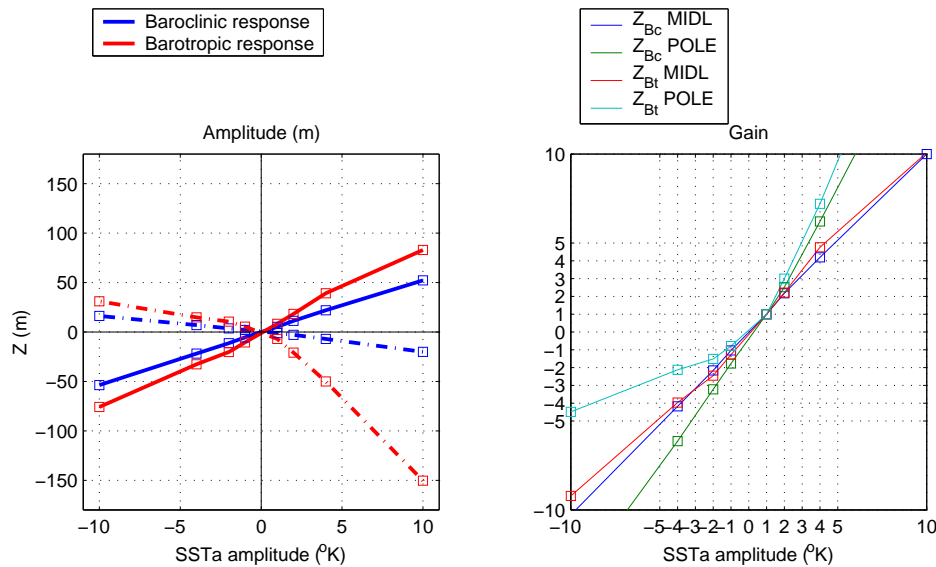 Baroclinic response
Barotropic response
Z_Bc MIDL
Z_Bc POLE
Z_Bt MIDL
Z_Bt POLE
Amplitude (m)
150
100
50
0
−50
−100
−150
Z (m)
−10 −5 0 5 10
SSTa amplitude (°K)
Gain
10
5
4
3
2
1
0
−1
−2
−3
−4
−5
−10
−10 −5 −4 −3 −2 −1 0 1 2 3 4 5 10
SSTa amplitude (°K)